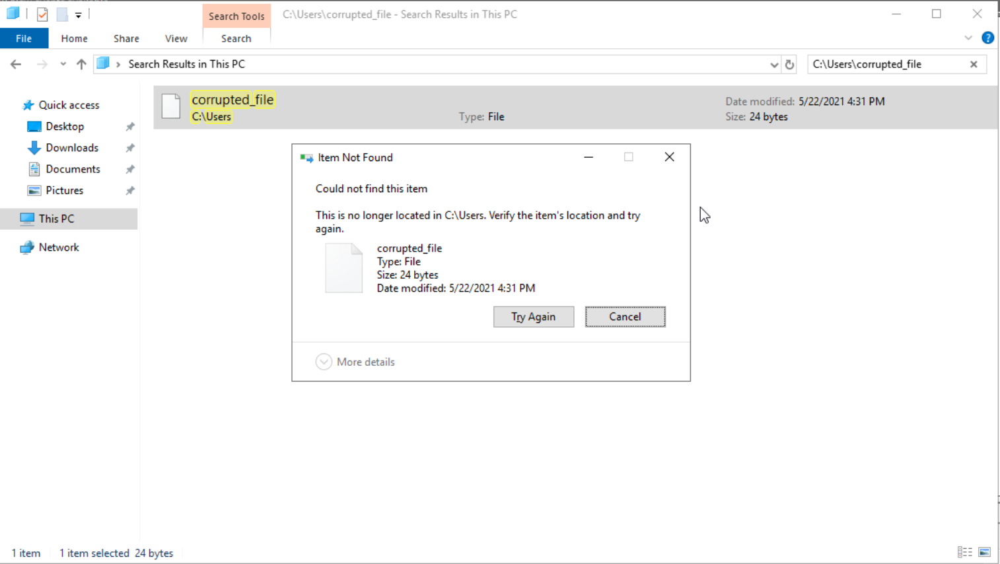 Search Tools
C:\Users\corrupted_file - Search Results in This PC
File Home Share View Search
Search Results in This PC
C:\Users\corrupted_file
Quick access
Desktop
Downloads
Documents
Pictures
This PC
Network
corrupted_file
C:\Users
Type: File
Date modified: 5/22/2021 4:31 PM
Size: 24 bytes
Item Not Found
Could not find this item
This is no longer located in C:\Users. Verify the item's location and try
again.
corrupted_file
Type: File
Size: 24 bytes
Date modified: 5/22/2021 4:31 PM
Try Again Cancel
More details
1 item 1 item selected 24 bytes